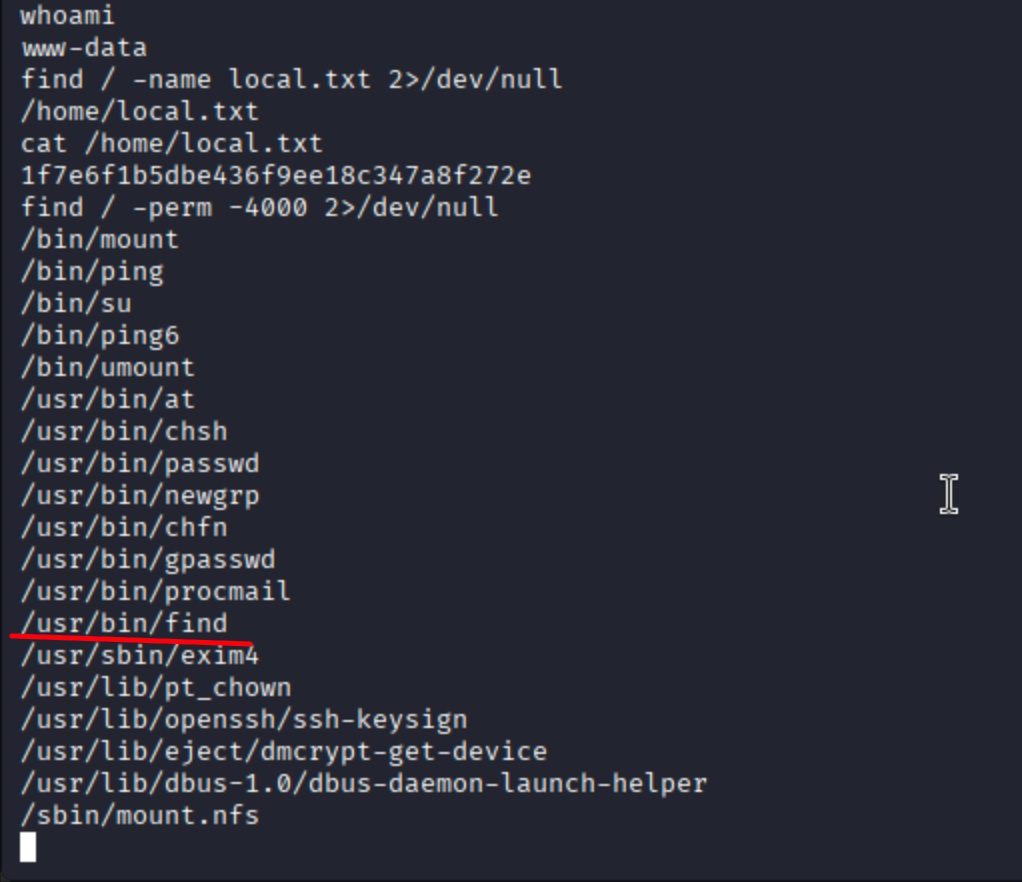 whoami
www-data
find / -name local.txt 2>/dev/null
/home/local.txt
cat /home/local.txt
1f7e6f1b5dbe436f9ee18c347a8f272e
find / -perm -4000 2>/dev/null
/bin/mount
/bin/ping
/bin/su
/bin/ping6
/bin/umount
/usr/bin/at
/usr/bin/chsh
/usr/bin/passwd
/usr/bin/newgrp
/usr/bin/chfn
/usr/bin/gpasswd
/usr/bin/procmail
/usr/bin/find
/usr/sbin/exim4
/usr/lib/pt_chown
/usr/lib/openssh/ssh-keysign
/usr/lib/eject/dmcrypt-get-device
/usr/lib/dbus-1.0/dbus-daemon-launch-helper
/sbin/mount.nfs